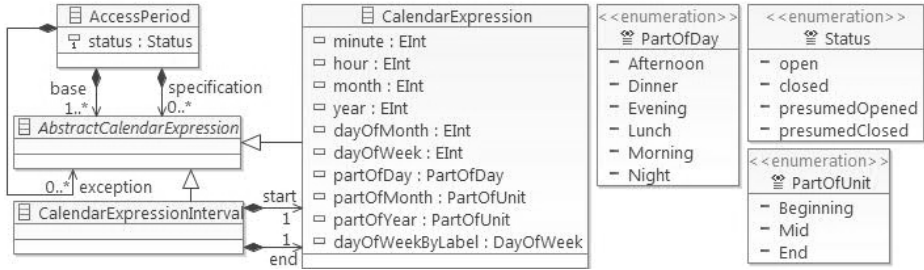 AccessPeriod
status : Status
base
1..*
specification
0..*
AbstractCalendarExpression
0..*
exception
CalendarExpressionInterval
start
1
1
end
CalendarExpression
minute : EInt
hour : EInt
month : EInt
year : EInt
dayOfMonth : EInt
dayOfWeek : EInt
partOfDay : PartOfDay
partOfMonth : PartOfUnit
partOfYear : PartOfUnit
dayOfWeekByLabel : DayOfWeek
<<enumeration>>
PartOfDay
Afternoon
Dinner
Evening
Lunch
Morning
Night
<<enumeration>>
Status
open
closed
presumedOpened
presumedClosed
<<enumeration>>
PartOfUnit
Beginning
Mid
End